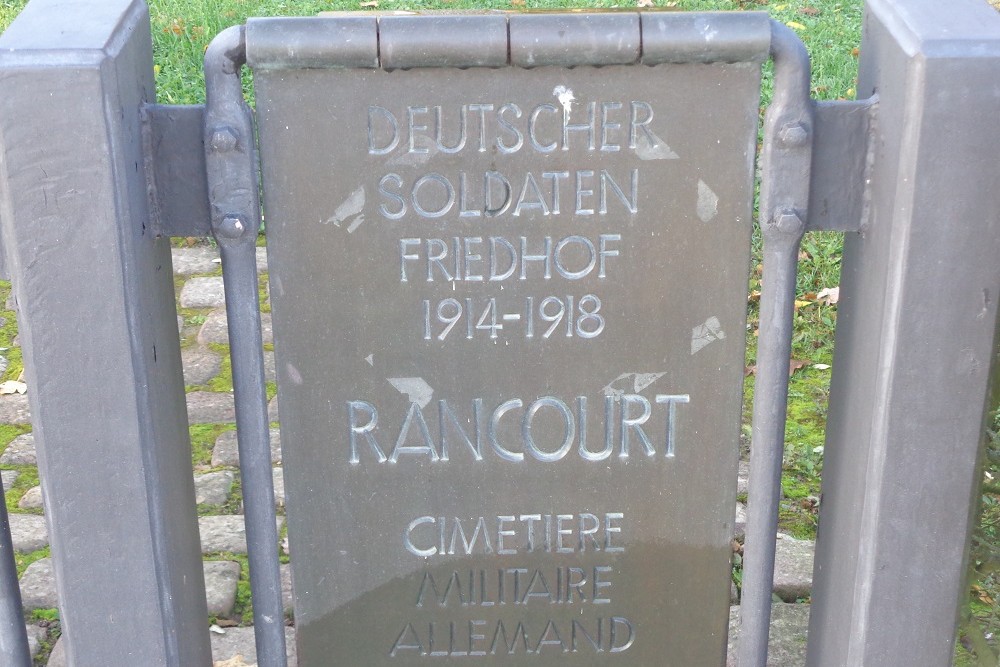 DEUTSCHER
SOLDATEN
FRIEDHOF
1914-1918
RANCOURT
CIMETIERE
MILITAIRE
ALLEMAND